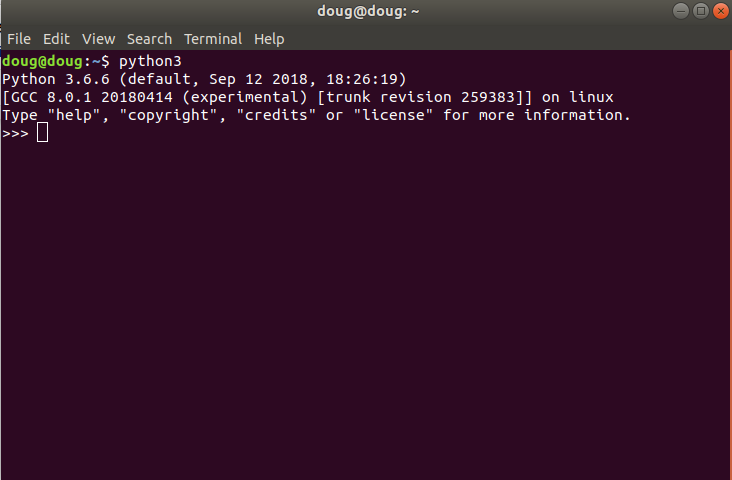 doug@doug: ~
File Edit View Search Terminal Help
doug@doug:~$ python3
Python 3.6.6 (default, Sep 12 2018, 18:26:19)
[GCC 8.0.1 20180414 (experimental) [trunk revision 259383]] on linux
Type "help", "copyright", "credits" or "license" for more information.
>>>